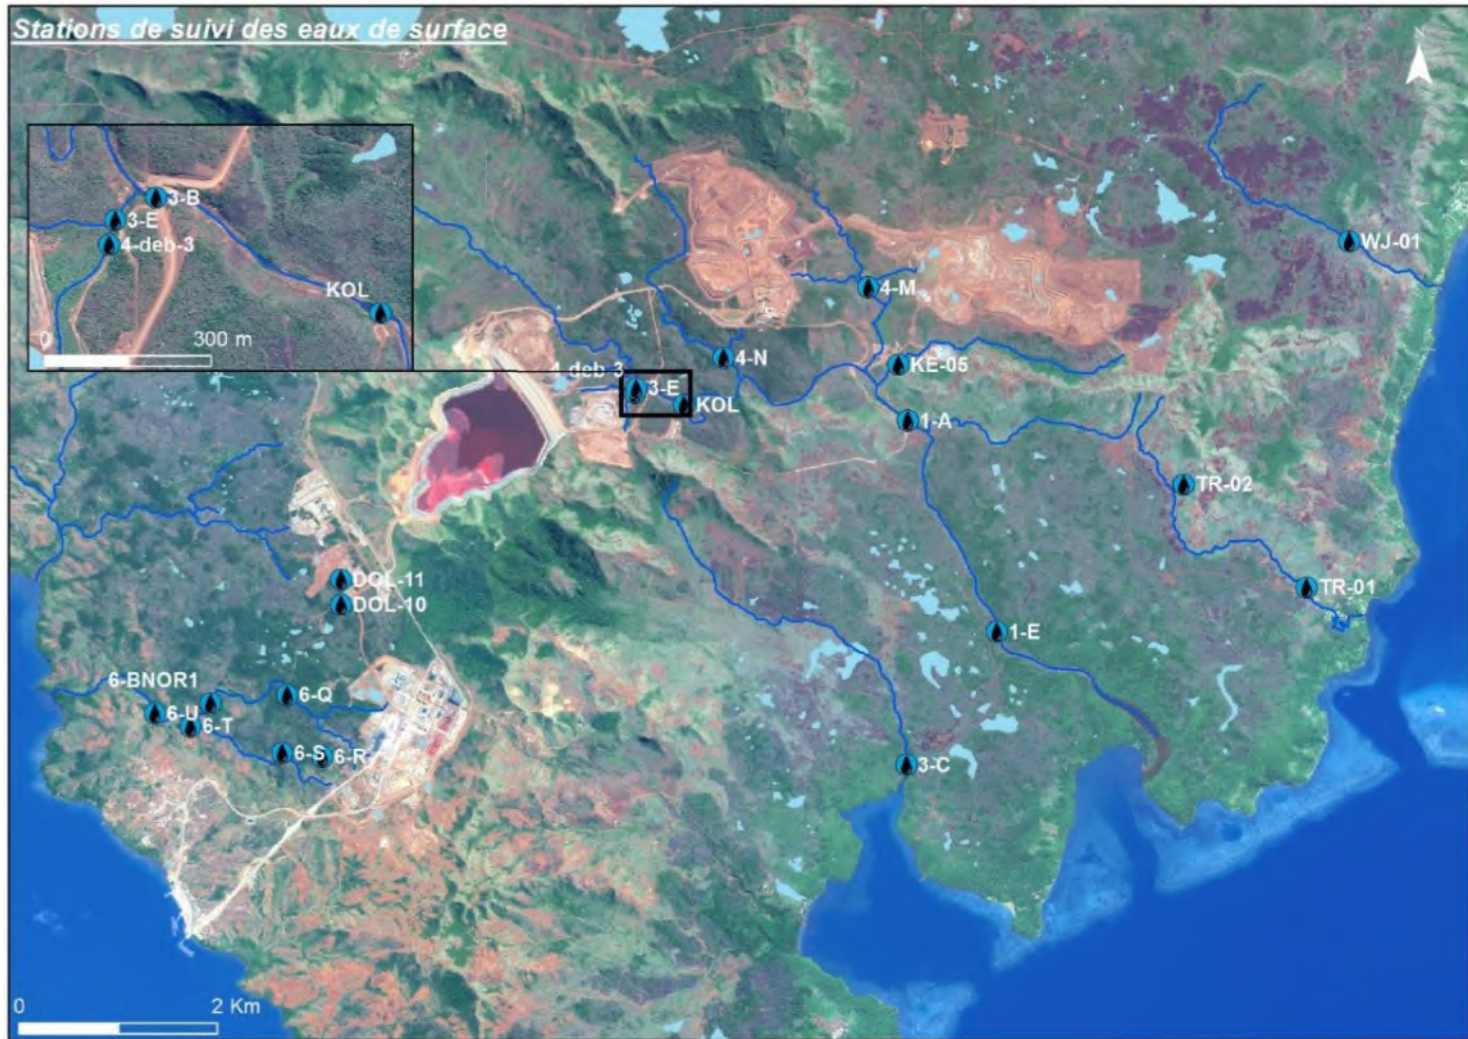 Stations de suivi des eaux de surface
N
3-B
3-E
4-deb-3
KOL
0 300 m
WJ-01
4-M
4-N
KE-05
4-deb-3
3-E
KOL
1-A
TR-02
DOL-11
DOL-10
TR-01
1-E
6-BNOR1
6-Q
6-U
6-T
6-S
6-R
3-C
0 2 Km